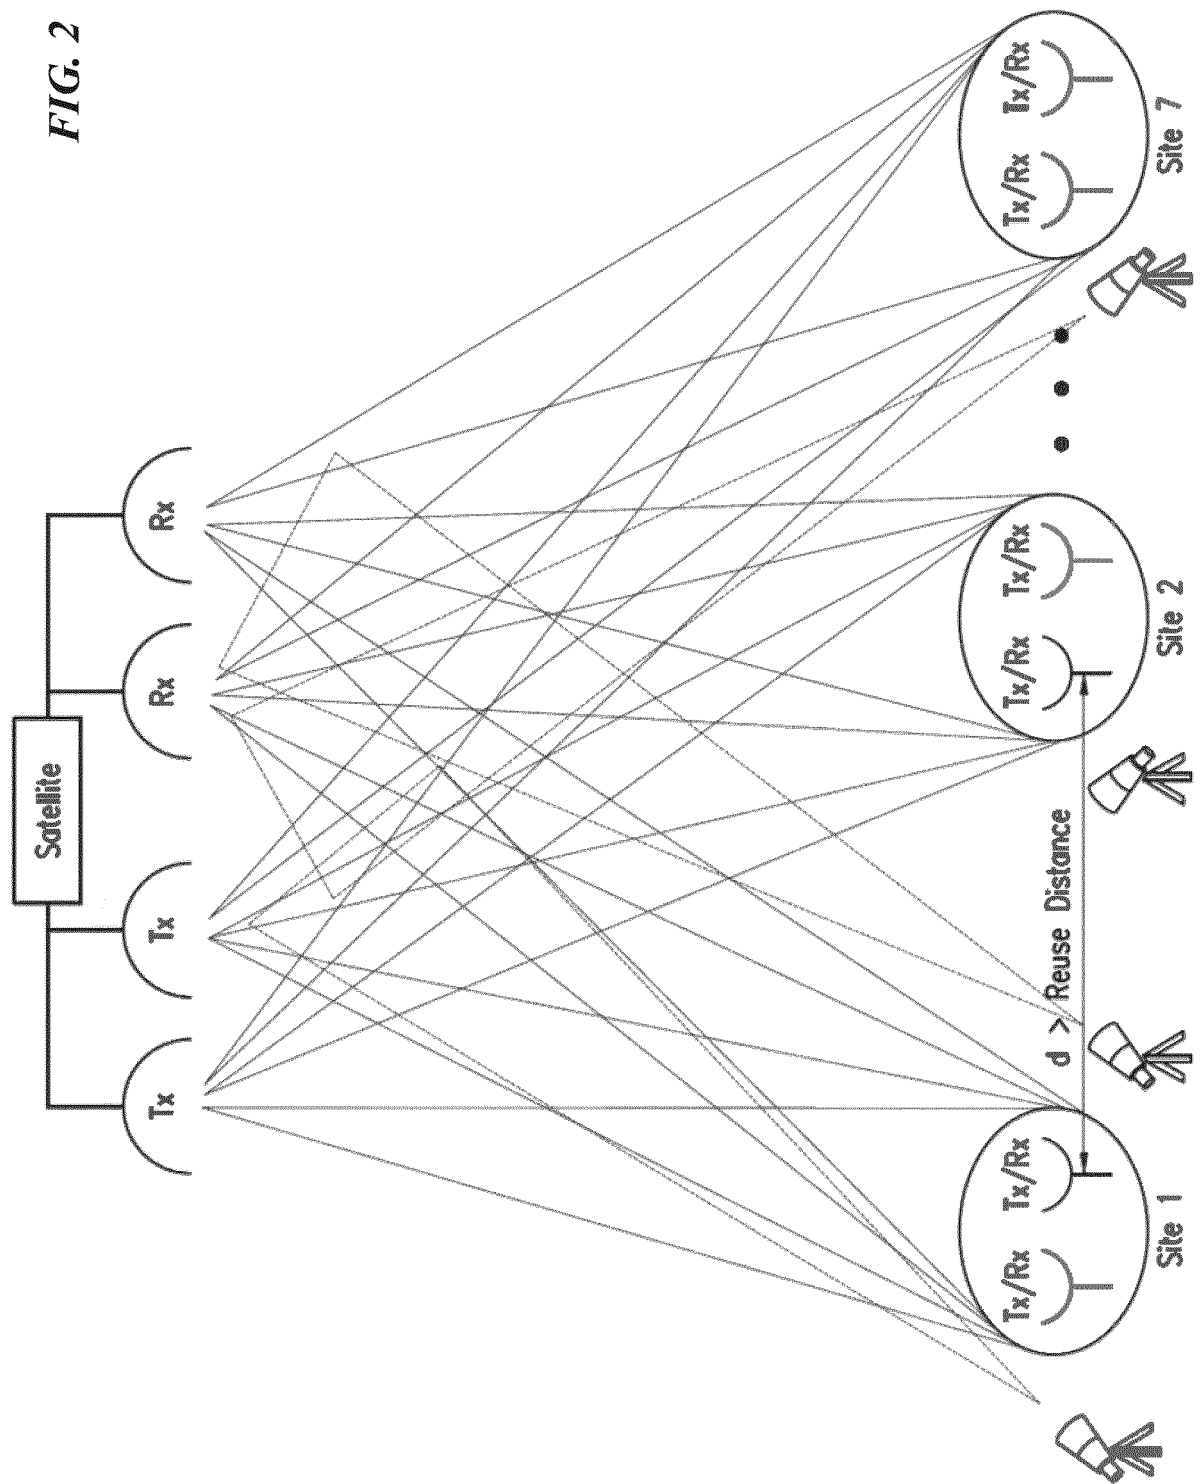 FIG. 2
Satellite
Tx
Tx
Rx
Rx
Tx/Rx
Tx/Rx
Tx/Rx
Tx/Rx
Tx/Rx
Tx/Rx
d > Reuse Distance
Site 1
Site 2
Site 7